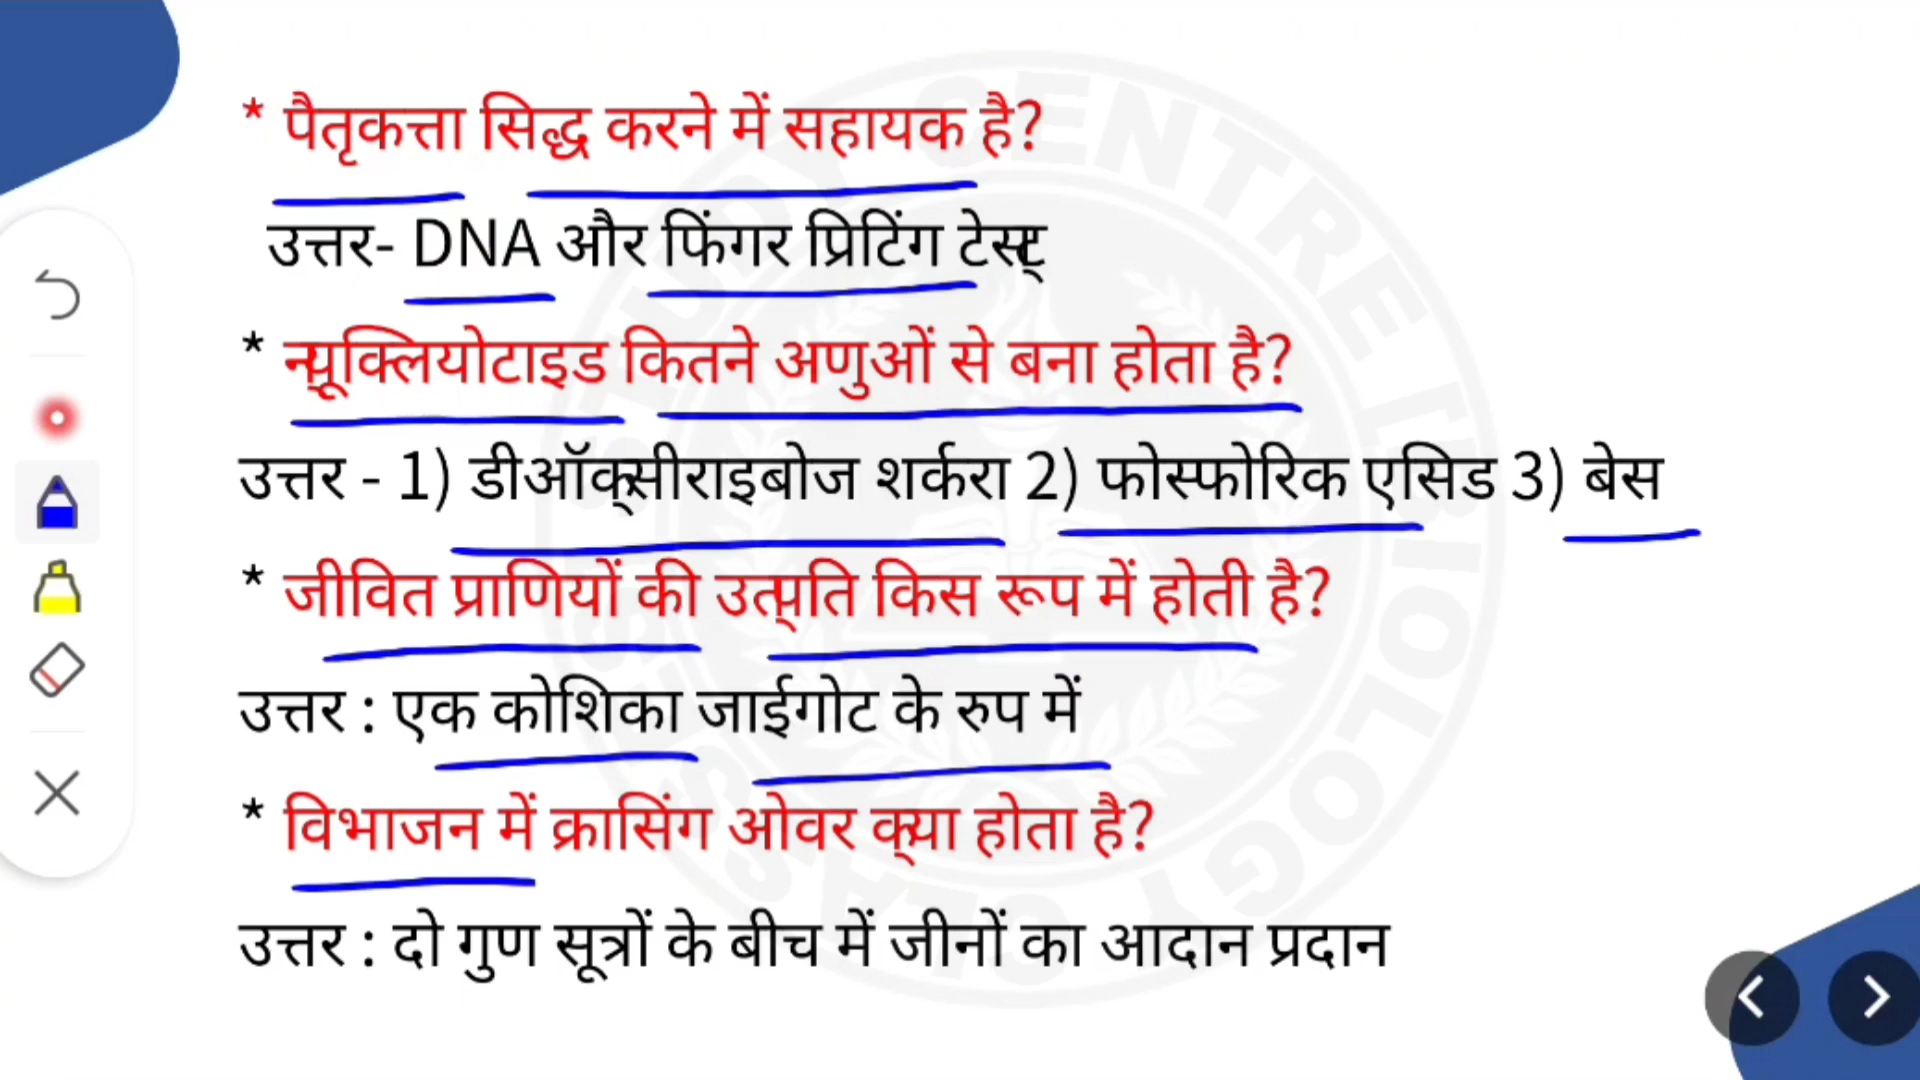 * पैतृकत्ता सिद्ध करने में सहायक है?
उत्तर- DNA और फिंगर प्रिटिंग टेस्ट्
* न्यूक्लियोटाइड कितने अणुओं से बना होता है?
उत्तर - 1) डीऑक्सीराइबोज शर्करा 2) फोस्फोरिक एसिड 3) बेस
* जीवित प्राणियों की उत्पति किस रूप में होती है?
उत्तर : एक कोशिका जाईगोट के रुप में
* विभाजन में क्रासिंग ओवर क्या होता है?
उत्तर : दो गुण सूत्रों के बीच में जीनों का आदान प्रदान